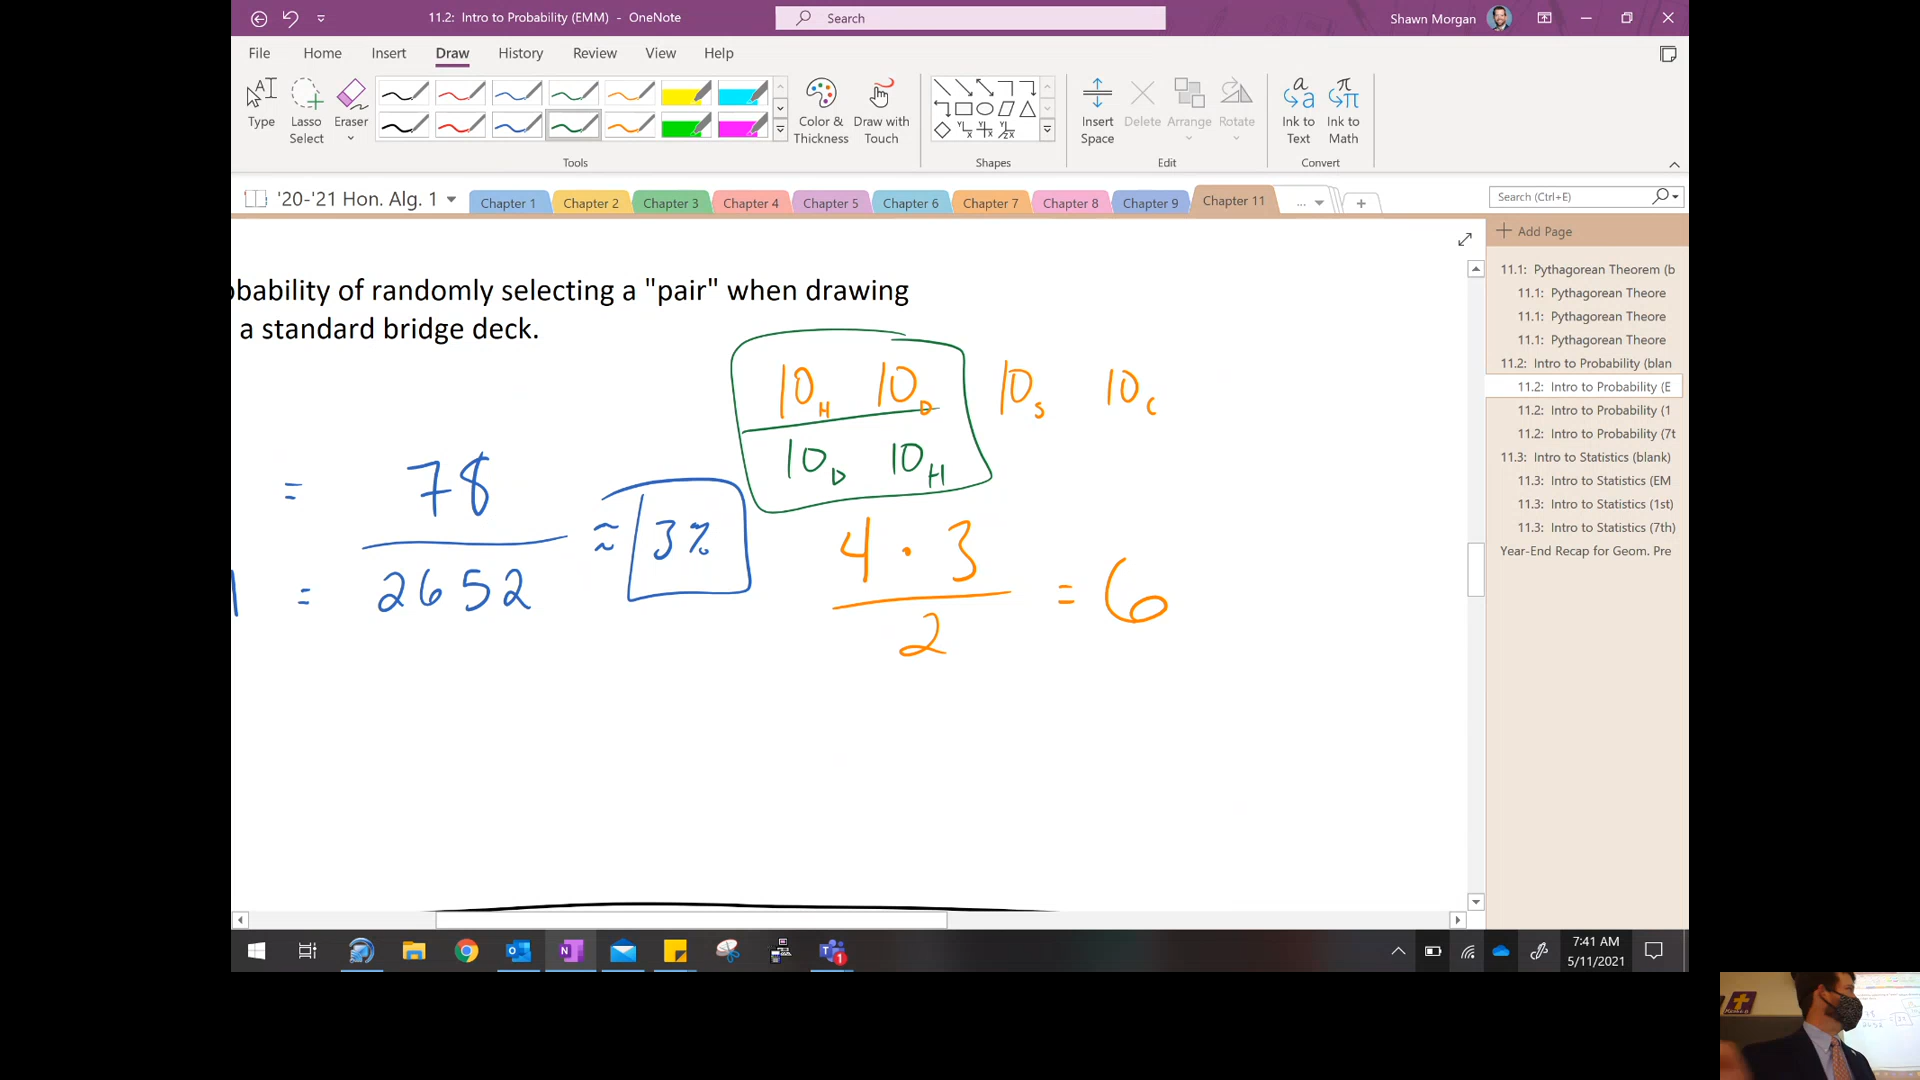 11.2: Intro to Probability (EMM) - OneNote
Search
Shawn Morgan
File Home Insert Draw History Review View Help
Type
Lasso Select
Eraser
Color & Thickness
Draw with Touch
Insert Space
Delete
Arrange
Rotate
Ink to Text
Ink to Math
Tools
Shapes
Edit
Convert
'20-'21 Hon. Alg. 1
Chapter 1 Chapter 2 Chapter 3 Chapter 4 Chapter 5 Chapter 6 Chapter 7 Chapter 8 Chapter 9 Chapter 11 ...
Search (Ctrl+E)
Add Page
11.1: Pythagorean Theorem (b
11.1: Pythagorean Theore
11.1: Pythagorean Theore
11.1: Pythagorean Theore
11.2: Intro to Probability (blan
11.2: Intro to Probability (E
11.2: Intro to Probability (1
11.2: Intro to Probability (7t
11.3: Intro to Statistics (blank)
11.3: Intro to Statistics (EM
11.3: Intro to Statistics (1st)
11.3: Intro to Statistics (7th)
Year-End Recap for Geom. Pre
obability of randomly selecting a "pair" when drawing
a standard bridge deck.
10H 10D 10S 10C
10D 10H
= 78
= 2652
≈ 3%
4 · 3
2
= 6
7:41 AM
5/11/2021